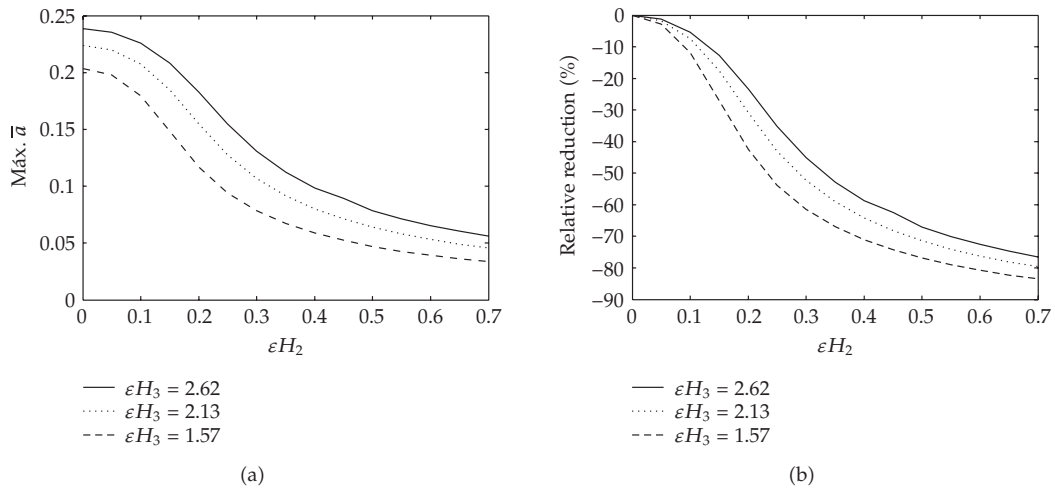 0.25
0.2
0.15
0.1
0.05
0
Máx. a̅
0 0.1 0.2 0.3 0.4 0.5 0.6 0.7
εH₂
εH₃ = 2.62
εH₃ = 2.13
εH₃ = 1.57
(a)
0
−10
−20
−30
−40
−50
−60
−70
−80
−90
Relative reduction (%)
0 0.1 0.2 0.3 0.4 0.5 0.6 0.7
εH₂
εH₃ = 2.62
εH₃ = 2.13
εH₃ = 1.57
(b)